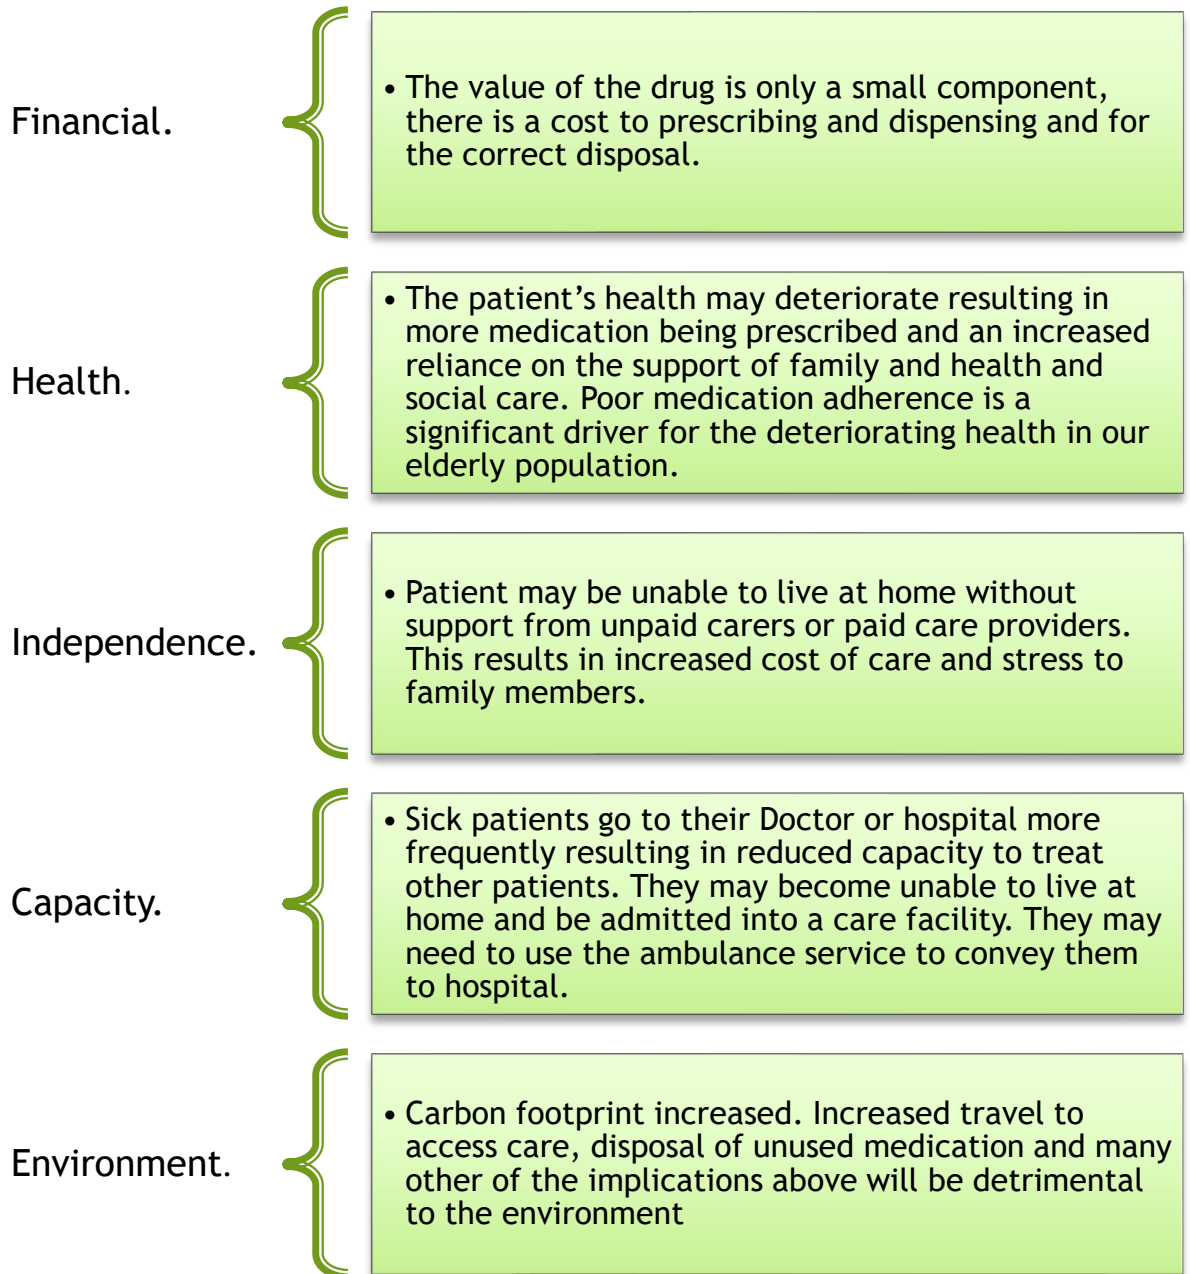 Financial.
• The value of the drug is only a small component,
there is a cost to prescribing and dispensing and for
the correct disposal.
Health.
• The patient’s health may deteriorate resulting in
more medication being prescribed and an increased
reliance on the support of family and health and
social care. Poor medication adherence is a
significant driver for the deteriorating health in our
elderly population.
Independence.
• Patient may be unable to live at home without
support from unpaid carers or paid care providers.
This results in increased cost of care and stress to
family members.
Capacity.
• Sick patients go to their Doctor or hospital more
frequently resulting in reduced capacity to treat
other patients. They may become unable to live at
home and be admitted into a care facility. They may
need to use the ambulance service to convey them
to hospital.
Environment.
• Carbon footprint increased. Increased travel to
access care, disposal of unused medication and many
other of the implications above will be detrimental
to the environment